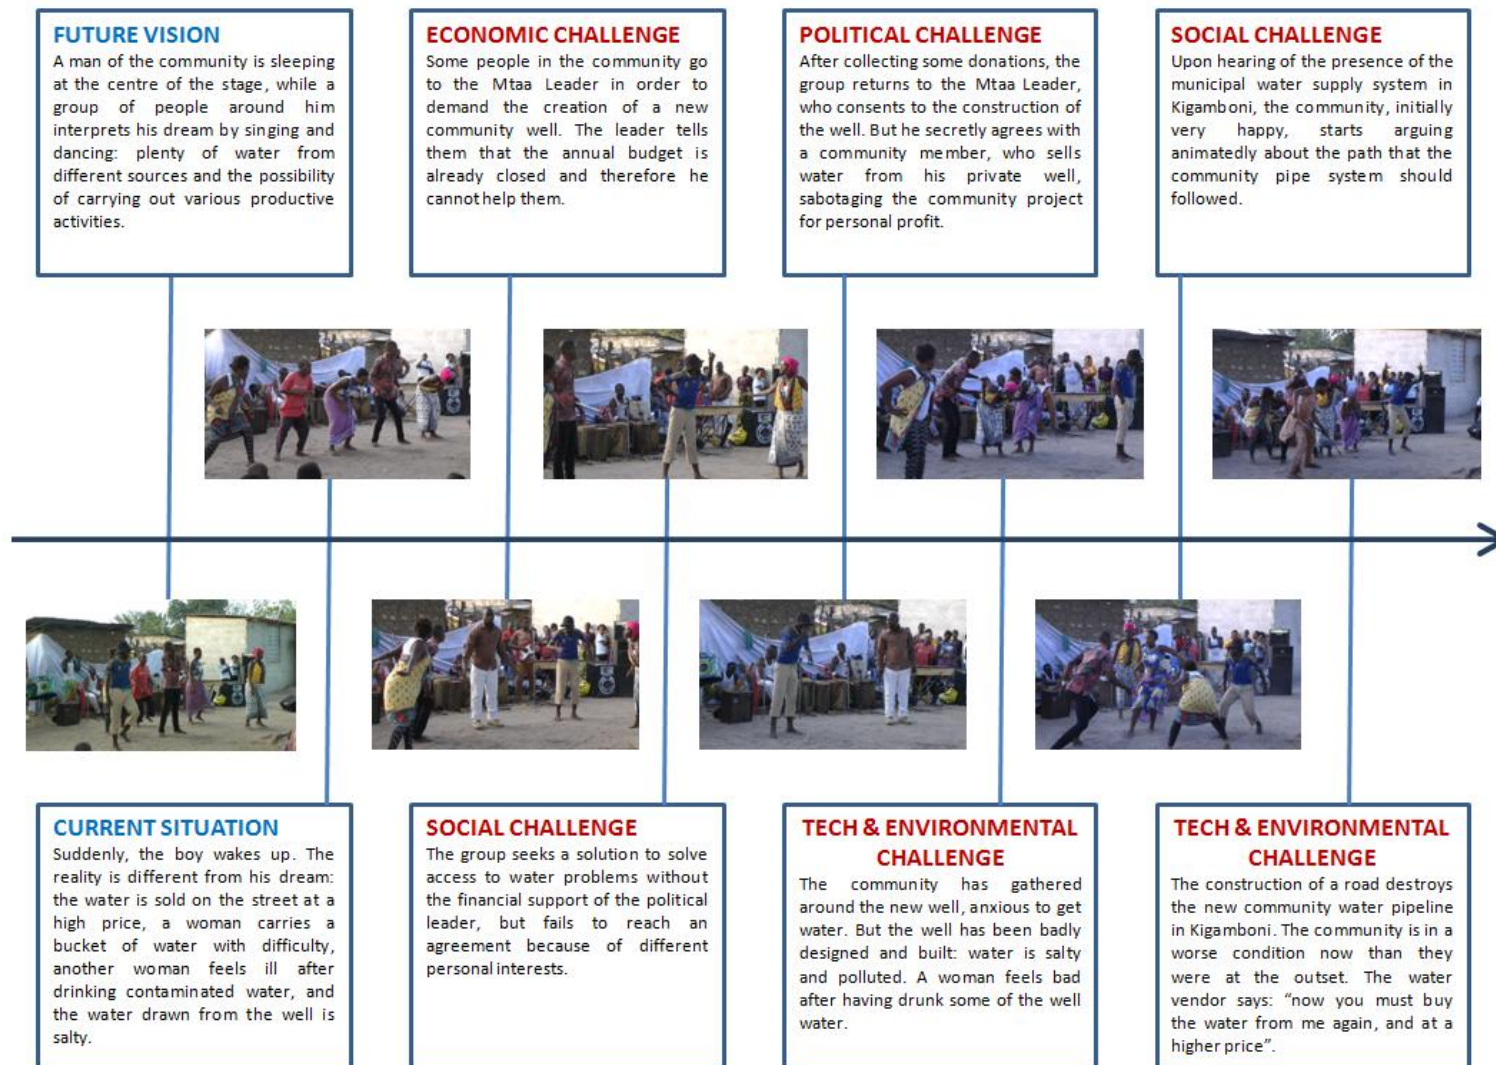 FUTURE VISION
A man of the community is sleeping
at the centre of the stage, while a
group of people around him
interprets his dream by singing and
dancing: plenty of water from
different sources and the possibility
of carrying out various productive
activities.
ECONOMIC CHALLENGE
Some people in the community go
to the Mtaa Leader in order to
demand the creation of a new
community well. The leader tells
them that the annual budget is
already closed and therefore he
cannot help them.
POLITICAL CHALLENGE
After collecting some donations, the
group returns to the Mtaa Leader,
who consents to the construction of
the well. But he secretly agrees with
a community member, who sells
water from his private well,
sabotaging the community project
for personal profit.
SOCIAL CHALLENGE
Upon hearing of the presence of the
municipal water supply system in
Kigamboni, the community, initially
very happy, starts arguing
animatedly about the path that the
community pipe system should
followed.
CURRENT SITUATION
Suddenly, the boy wakes up. The
reality is different from his dream:
the water is sold on the street at a
high price, a woman carries a
bucket of water with difficulty,
another woman feels ill after
drinking contaminated water, and
the water drawn from the well is
salty.
SOCIAL CHALLENGE
The group seeks a solution to solve
access to water problems without
the financial support of the political
leader, but fails to reach an
agreement because of different
personal interests.
TECH & ENVIRONMENTAL
CHALLENGE
The community has gathered
around the new well, anxious to get
water. But the well has been badly
designed and built: water is salty
and polluted. A woman feels bad
after having drunk some of the well
water.
TECH & ENVIRONMENTAL
CHALLENGE
The construction of a road destroys
the new community water pipeline
in Kigamboni. The community is in a
worse condition now than they
were at the outset. The water
vendor says: “now you must buy
the water from me again, and at a
higher price”.